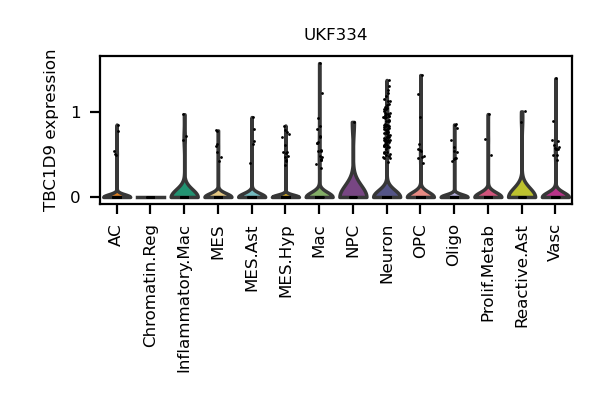 UKF334
TBC1D9 expression
1
0
AC
Chromatin.Reg
Inflammatory.Mac
MES
MES.Ast
MES.Hyp
Mac
NPC
Neuron
OPC
Oligo
Prolif.Metab
Reactive.Ast
Vasc